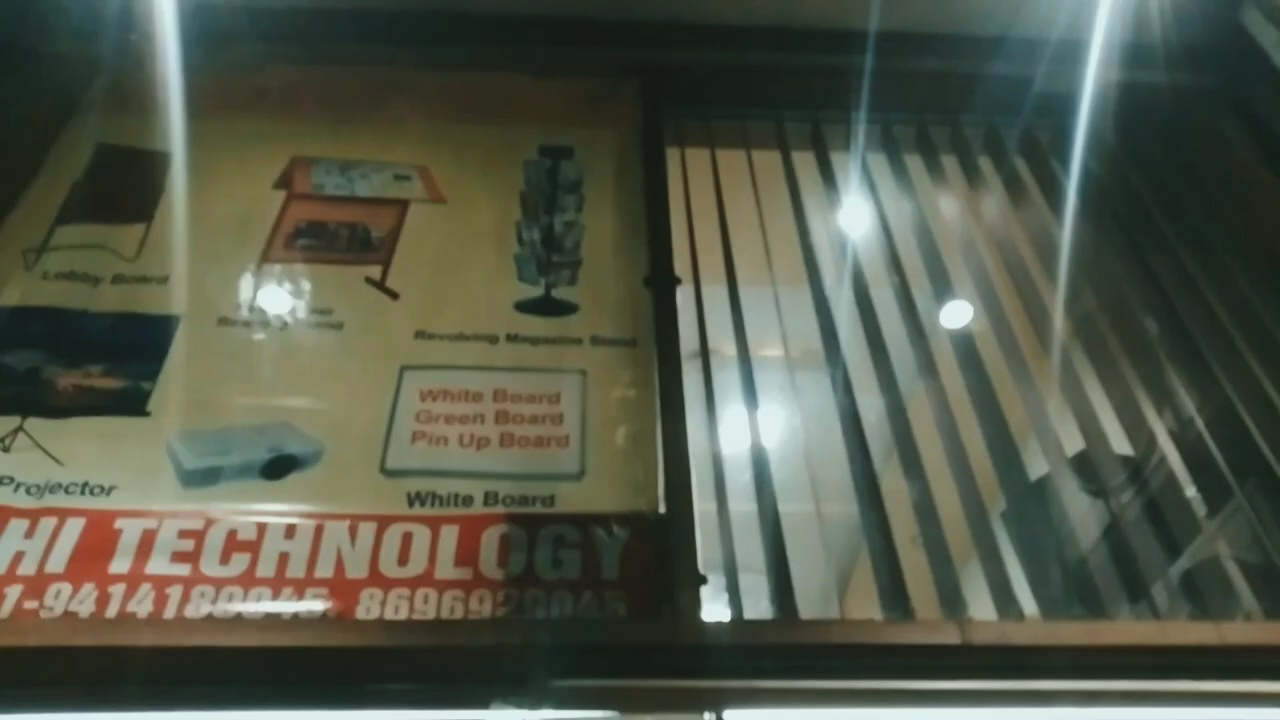 Lobby Board
Revolving Magazine Stand
White Board
Green Board
Pin Up Board
Projector
White Board
HI TECHNOLOGY